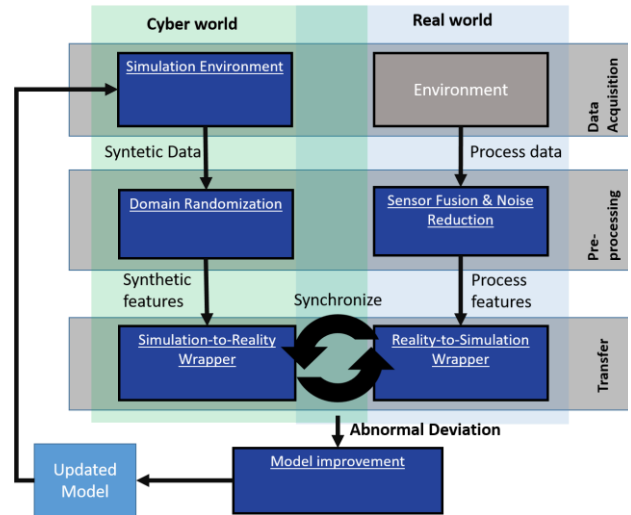 Cyber world
Real world
Simulation Environment
Environment
Data
Acquisition
Syntetic Data
Process data
Domain Randomization
Sensor Fusion & Noise
Reduction
Pre-
processing
Synthetic
features
Synchronize
Process
features
Simulation-to-Reality
Wrapper
Reality-to-Simulation
Wrapper
Transfer
Abnormal Deviation
Updated
Model
Model improvement